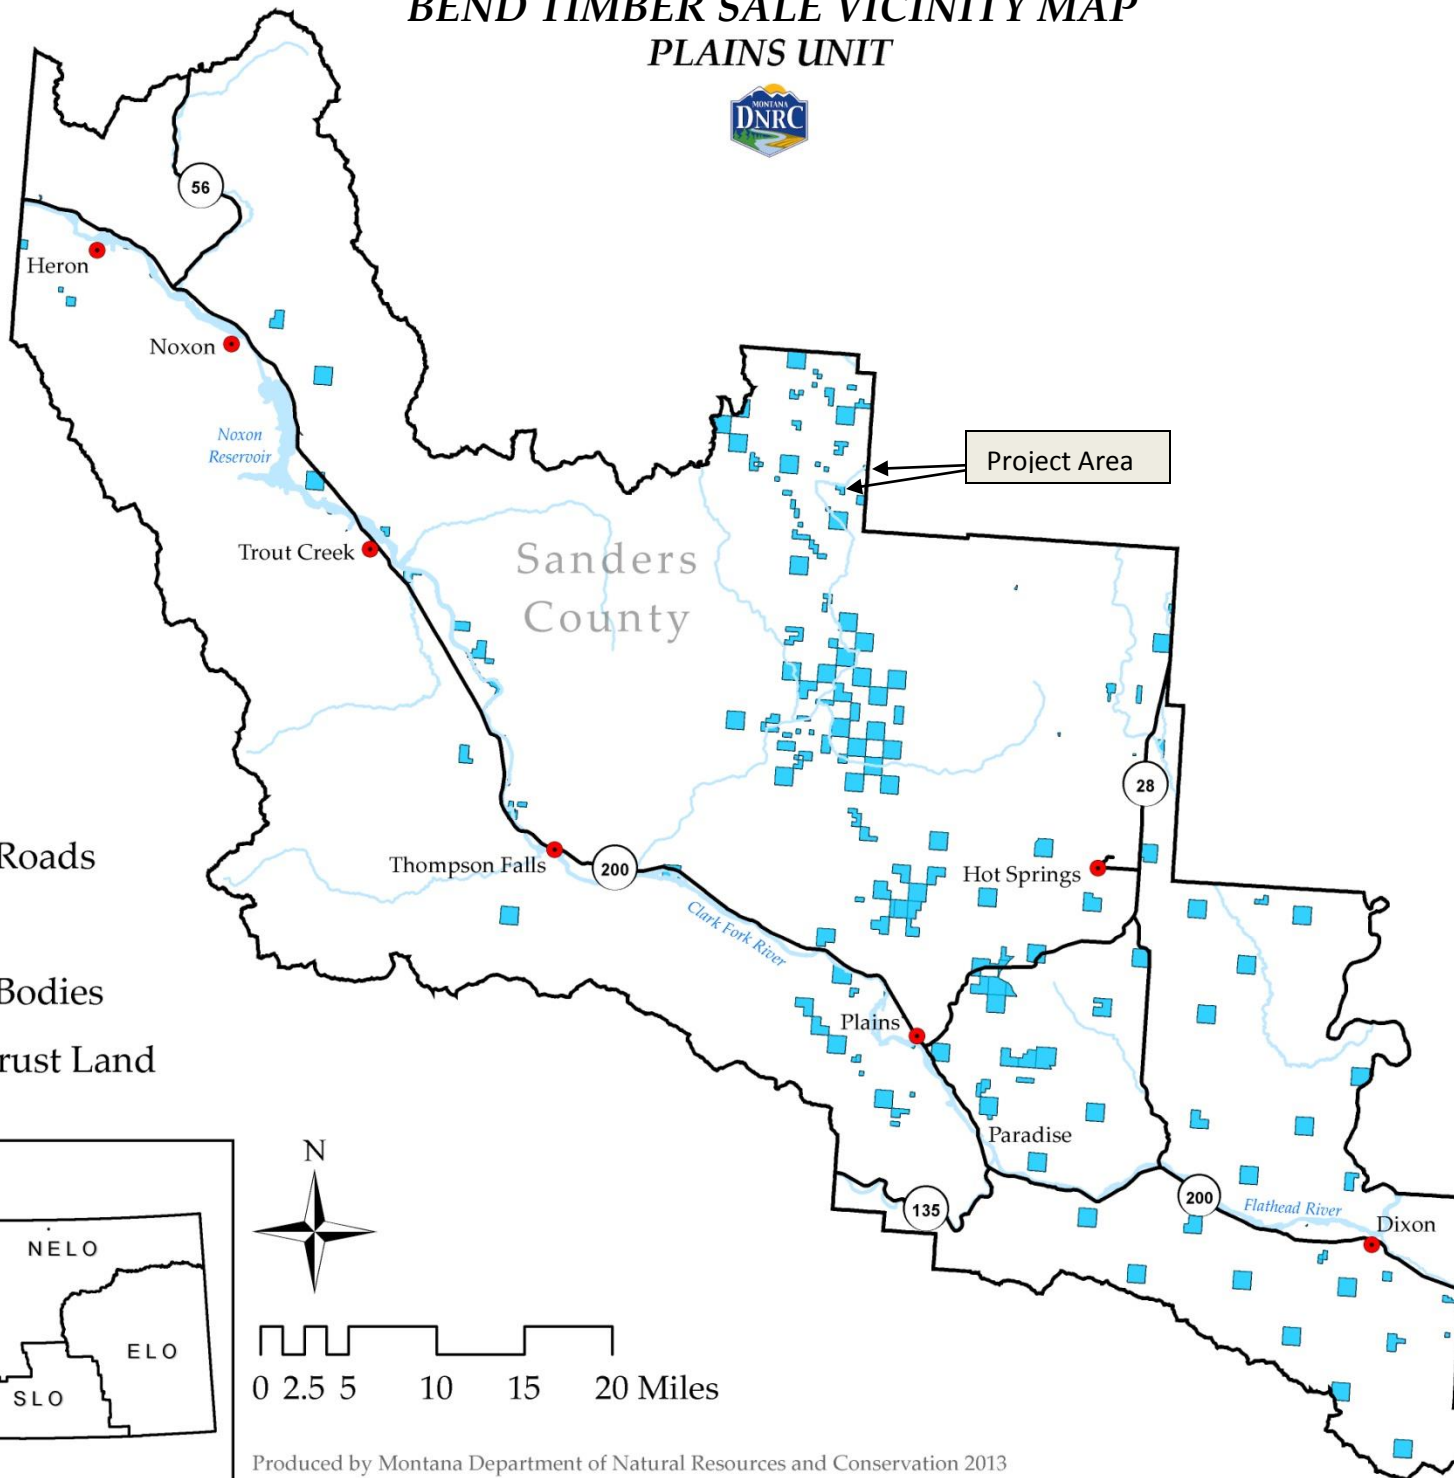 BEND TIMBER SALE VICINITY MAP
PLAINS UNIT
MONTANA
DNRC
56
Heron
Noxon
Noxon
Reservoir
Project Area
Trout Creek
Sanders
County
28
Roads
Thompson Falls
200
Hot Springs
Clark Fork River
Bodies
Plains
rust Land
Paradise
N
135
200
Flathead River
Dixon
NELO
ELO
SLO
0 2.5 5 10 15 20 Miles
Produced by Montana Department of Natural Resources and Conservation 2013